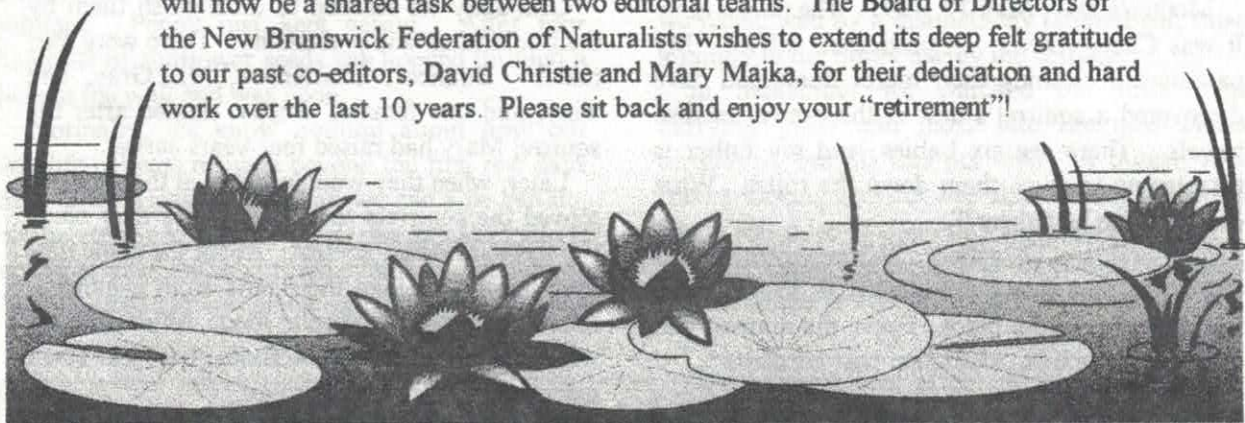 will now be a shared task between two editorial teams. The Board of Directors of
the New Brunswick Federation of Naturalists wishes to extend its deep felt gratitude
to our past co-editors, David Christie and Mary Majka, for their dedication and hard
work over the last 10 years. Please sit back and enjoy your "retirement"!